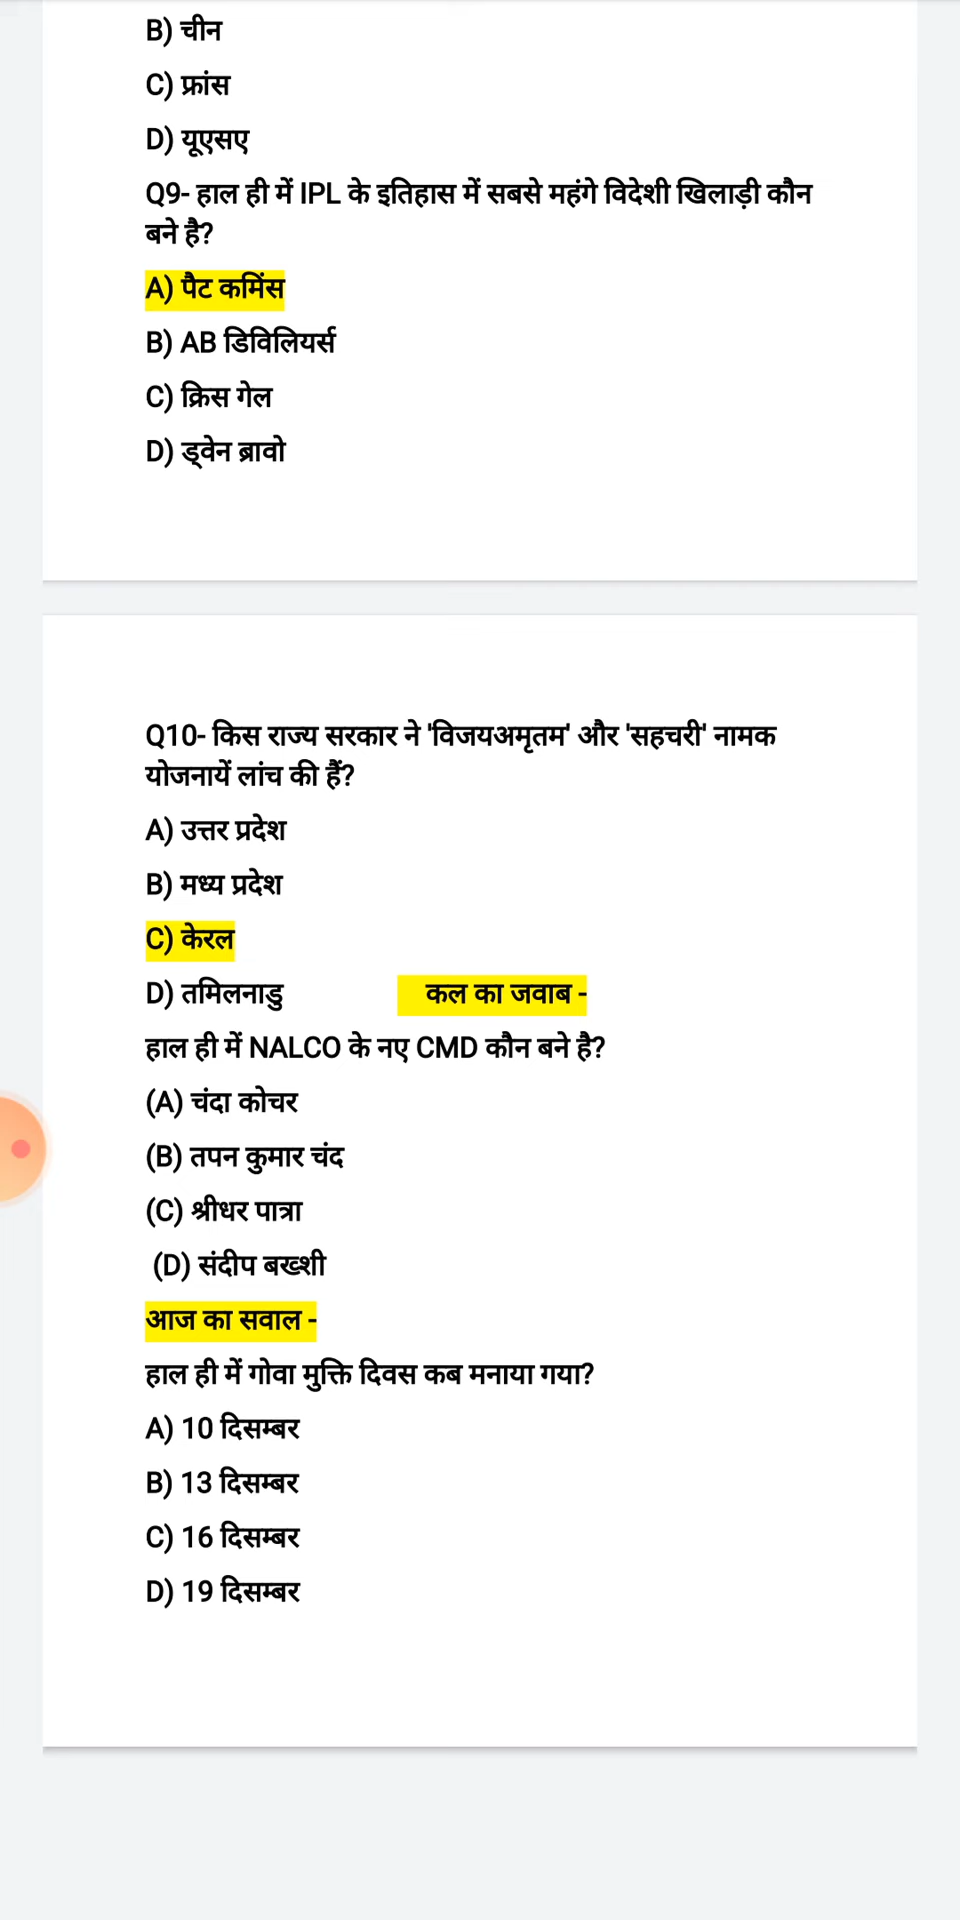 B) चीन
C) फ्रांस
D) यूएसए
Q9- हाल ही में IPL के इतिहास में सबसे महंगे विदेशी खिलाड़ी कौन
बने है?
A) पैट कमिंस
B) AB डिविलियर्स
C) क्रिस गेल
D) ड्वेन ब्रावो
Q10- किस राज्य सरकार ने 'विजयअमृतम' और 'सहचरी' नामक
योजनायें लांच की हैं?
A) उत्तर प्रदेश
B) मध्य प्रदेश
C) केरल
D) तमिलनाडु कल का जवाब -
हाल ही में NALCO के नए CMD कौन बने है?
(A) चंदा कोचर
(B) तपन कुमार चंद
(C) श्रीधर पात्रा
(D) संदीप बख्शी
आज का सवाल -
हाल ही में गोवा मुक्ति दिवस कब मनाया गया?
A) 10 दिसम्बर
B) 13 दिसम्बर
C) 16 दिसम्बर
D) 19 दिसम्बर